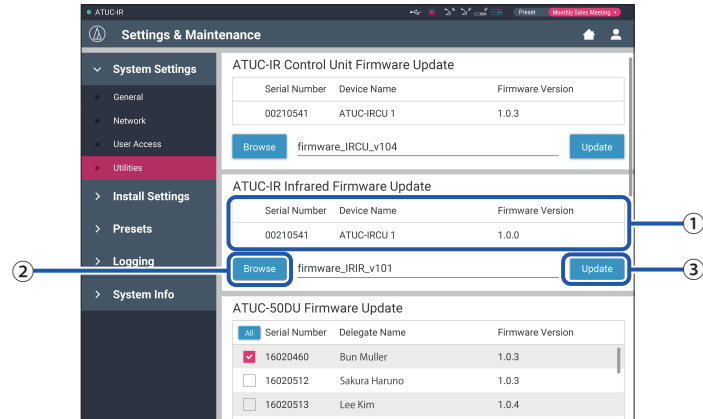 ATUC-IR
Preset Monthly Sales Meeting
Settings & Maintenance
System Settings
General
Network
User Access
Utilities
Install Settings
Presets
Logging
System Info
ATUC-IR Control Unit Firmware Update
Serial Number Device Name Firmware Version
00210541 ATUC-IRCU 1 1.0.3
Browse firmware_IRCU_v104 Update
ATUC-IR Infrared Firmware Update
Serial Number Device Name Firmware Version
00210541 ATUC-IRCU 1 1.0.0
①
② Browse firmware_IRIR_v101 Update ③
ATUC-50DU Firmware Update
All Serial Number Delegate Name Firmware Version
16020460 Bun Muller 1.0.3
16020512 Sakura Haruno 1.0.3
16020513 Lee Kim 1.0.4